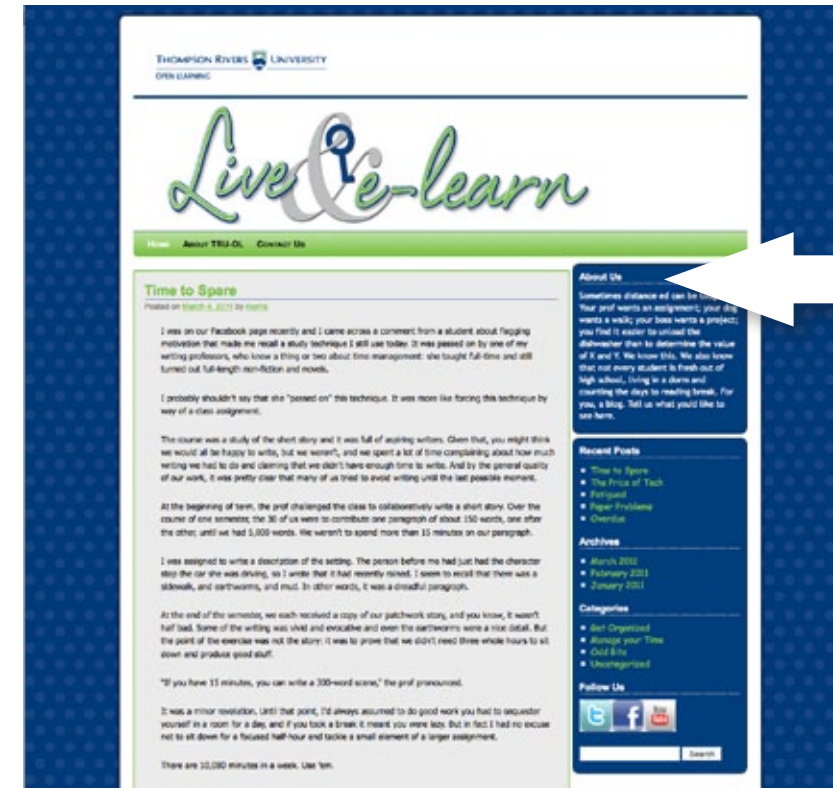 THOMPSON RIVERS UNIVERSITY
OPEN LEARNING
Live & e-learn
Home About TRU-OL Contact Us
Time to Spare
Posted on March 4, 2011 by
I was on our Facebook page recently and I came across a comment from a student about flagging
motivation that made me recall a study technique I still use today. It was passed on by one of my
writing professors, who know a thing or two about time management: she taught full-time and still
turned out full-length non-fiction and novels.
I probably shouldn't say that she "passed on" this technique. It was more like forcing this technique by
way of a class assignment.
The course was a study of the short story and it was full of aspiring writers. Given that, you might think
we would all be happy to write, but we weren't, and we spent a lot of time complaining about how much
writing we had to do and claiming that we didn't have enough time to write. And by the general quality
of our work, it was pretty clear that many of us tried to avoid writing until the last possible moment.
At the beginning of term, the prof challenged the class to collaboratively write a short story. Over the
course of one semester, the 30 of us were to contribute one paragraph of about 150 words, one after
the other, until we had 5,000 words. We weren't to spend more than 15 minutes on our paragraph.
I was assigned to write a description of the setting. The person before me had just had the character
stop the car she was driving, so I wrote that it had recently rained. I seem to recall that there was a
sidewalk, and earthworms, and mud. In other words, it was a dreadful paragraph.
At the end of the semester, we each received a copy of our patchwork story, and you know, it wasn't
half bad. Some of the writing was vivid and evocative and even the earthworms were a nice detail. But
the point of the exercise was not the story: it was to prove that we didn't need three whole hours to sit
down and produce good stuff.
"If you have 15 minutes, you can write a 300-word scene," the prof pronounced.
It was a minor revelation. Until that point, I'd always assumed to do good work you had to sequester
yourself in a room for a day, and if you took a break it meant you were lazy. But in fact I had no excuse
not to sit down for a focused half-hour and tackle a small element of a larger assignment.
There are 10,080 minutes in a week. Use 'em.
About Us
Sometimes distance ed can be
Your prof wants an assignment; your dog
wants a walk; your boss wants a project;
you find it easier to unload the
dishwasher than to determine the value
of X and Y. We know this. We also know
that not every student is fresh out of
high school, living in a dorm and
counting the days to reading break. For
you, a blog. Tell us what you'd like to
see here.
Recent Posts
Time to Spare
The Price of Tech
Fatigued
Paper Problems
Overdue
Archives
March 2011
February 2011
January 2011
Categories
Get Organized
Manage your Time
Odd Bits
Uncategorized
Follow Us
You Tube
Search